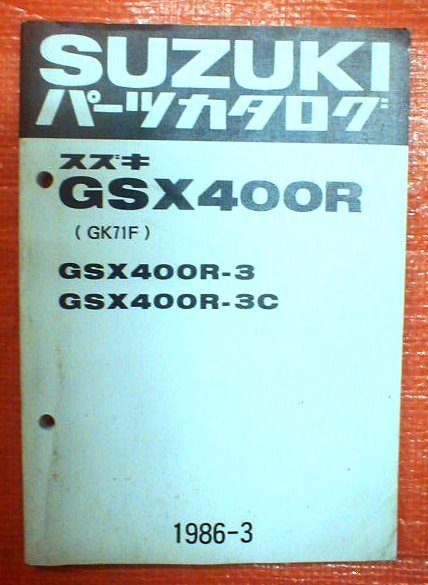 SUZUKI
パーツカタログ
スズキ
GSX400R
(GK71F)
GSX400R-3
GSX400R-3C
1986-3